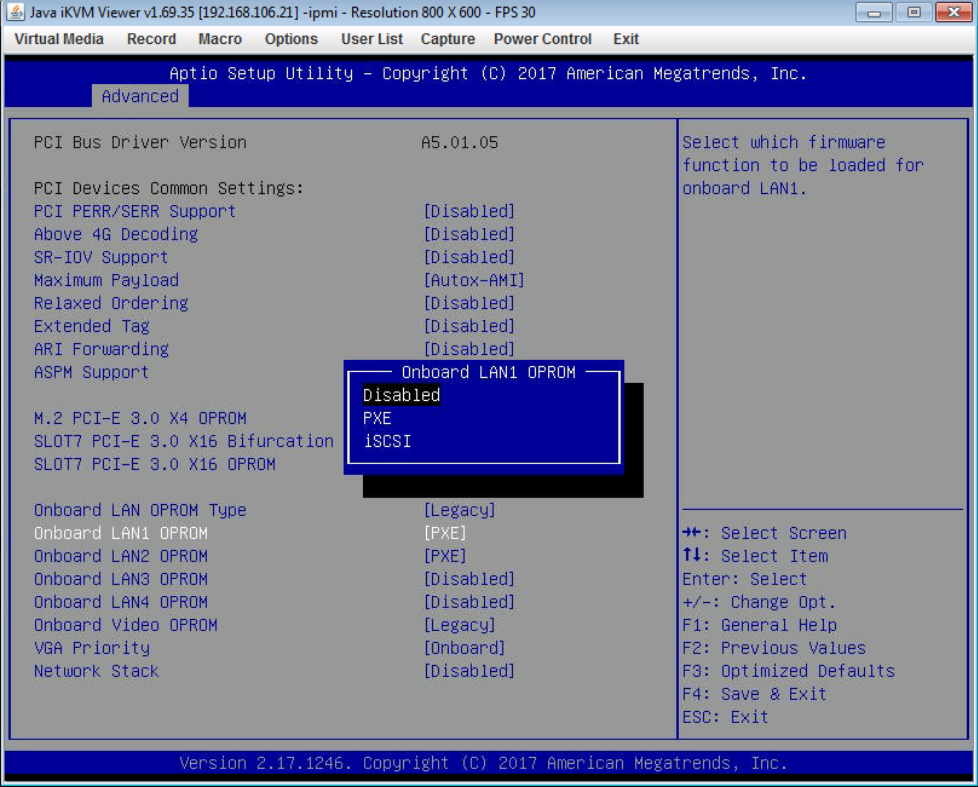 Java iKVM Viewer v1.69.35 [192.168.106.21] -ipmi - Resolution 800 X 600 - FPS 30
Virtual Media Record Macro Options User List Capture Power Control Exit
Aptio Setup Utility – Copyright (C) 2017 American Megatrends, Inc.
Advanced
PCI Bus Driver Version A5.01.05
PCI Devices Common Settings:
PCI PERR/SERR Support [Disabled]
Above 4G Decoding [Disabled]
SR-IOV Support [Disabled]
Maximum Payload [Autox-AMI]
Relaxed Ordering [Disabled]
Extended Tag [Disabled]
ARI Forwarding [Disabled]
ASPM Support
M.2 PCI-E 3.0 X4 OPROM
SLOT7 PCI-E 3.0 X16 Bifurcation
SLOT7 PCI-E 3.0 X16 OPROM
Onboard LAN1 OPROM
Disabled
PXE
iSCSI
Onboard LAN OPROM Type [Legacy]
Onboard LAN1 OPROM [PXE]
Onboard LAN2 OPROM [PXE]
Onboard LAN3 OPROM [Disabled]
Onboard LAN4 OPROM [Disabled]
Onboard Video OPROM [Legacy]
VGA Priority [Onboard]
Network Stack [Disabled]
Select which firmware
function to be loaded for
onboard LAN1.
→←: Select Screen
↑↓: Select Item
Enter: Select
+/-: Change Opt.
F1: General Help
F2: Previous Values
F3: Optimized Defaults
F4: Save & Exit
ESC: Exit
Version 2.17.1246. Copyright (C) 2017 American Megatrends, Inc.